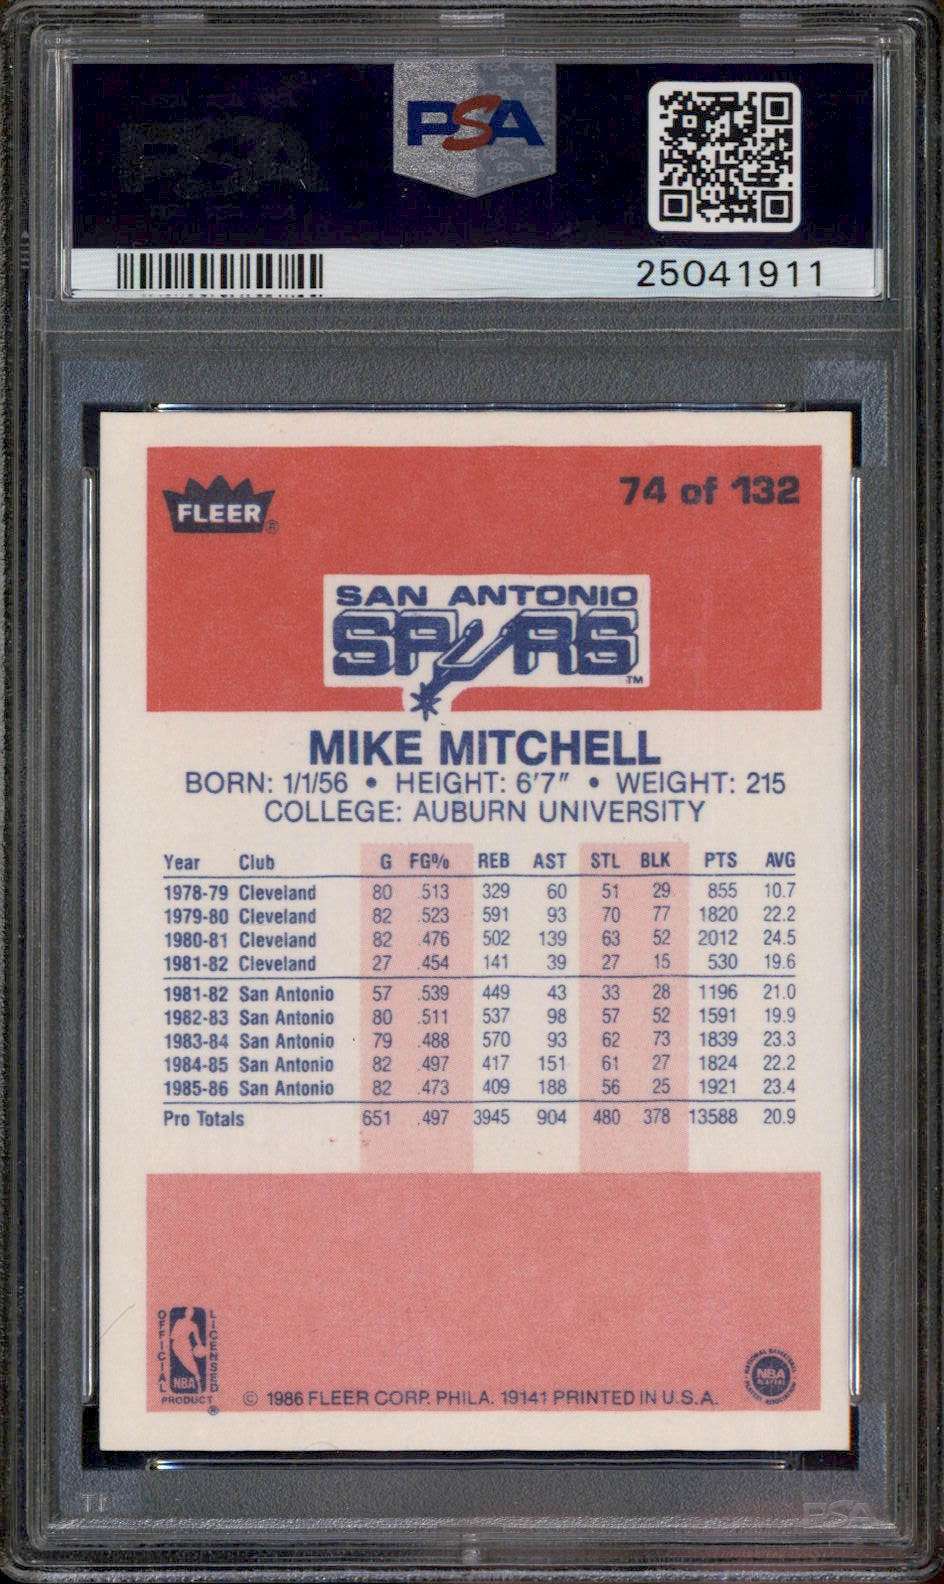 PSA
25041911
FLEER®
74 of 132
SAN ANTONIO
SPURS
™
MIKE MITCHELL
BORN: 1/1/56 • HEIGHT: 6'7" • WEIGHT: 215
COLLEGE: AUBURN UNIVERSITY
Year Club G FG% REB AST STL BLK PTS AVG
1978-79 Cleveland 80 .513 329 60 51 29 855 10.7
1979-80 Cleveland 82 .523 591 93 70 77 1820 22.2
1980-81 Cleveland 82 .476 502 139 63 52 2012 24.5
1981-82 Cleveland 27 .454 141 39 27 15 530 19.6
1981-82 San Antonio 57 .539 449 43 33 28 1196 21.0
1982-83 San Antonio 80 .511 537 98 57 52 1591 19.9
1983-84 San Antonio 79 .488 570 93 62 73 1839 23.3
1984-85 San Antonio 82 .497 417 151 61 27 1824 22.2
1985-86 San Antonio 82 .473 409 188 56 25 1921 23.4
Pro Totals 651 .497 3945 904 480 378 13588 20.9
OFFICIAL LICENSED
NBA
PRODUCT ®
© 1986 FLEER CORP. PHILA. 19141 PRINTED IN U.S.A.
NATIONAL BASKETBALL
NBA
PLAYERS
ASSOCIATION
PSA